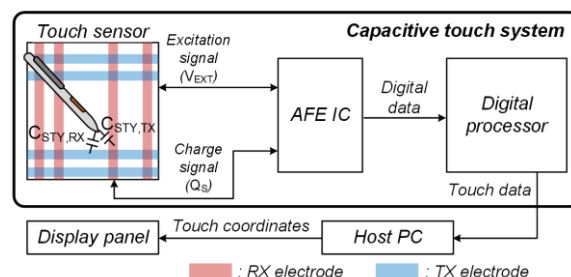 Touch sensor
Excitation
signal
(VEXT)
Capacitive touch system
CSTY,RX
CSTY,TX
AFE IC
Digital
data
Digital
processor
Charge
signal
(QS)
Touch data
Touch coordinates
Display panel
Host PC
: RX electrode
: TX electrode